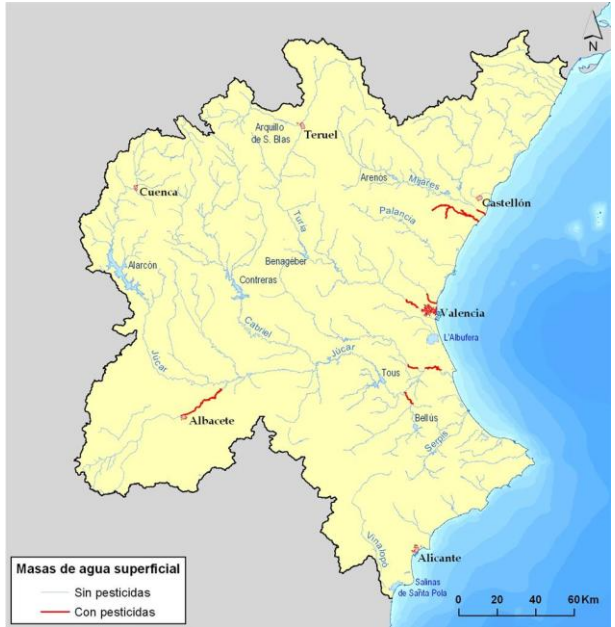 N
Arquillo
de S. Blas
Teruel
Cuenca
Arenos
Mijares
Castellón
Palancia
Turia
Alarcón
Benageber
Contreras
Valencia
Cabriel
L'Albufera
Júcar
Júcar
Tous
Albacete
Bellús
Serpis
Vinalopó
Alicante
Salinas
de Santa Pola
Masas de agua superficial
Sin pesticidas
Con pesticidas
0 20 40 60 Km